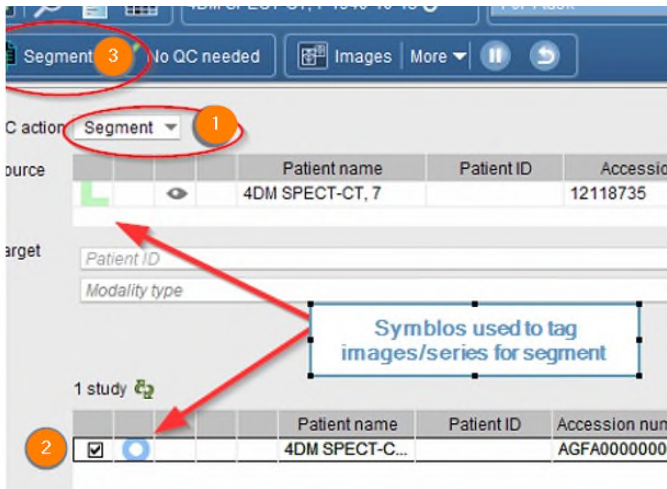 Segment 3 No QC needed Images More
C action Segment 1
ource
Patient name Patient ID Accessio
4DM SPECT-CT, 7 12118735
arget
Patient ID
Modality type
Symblos used to tag
images/series for segment
1 study
Patient name Patient ID Accession num
2 4DM SPECT-C... AGFA0000000